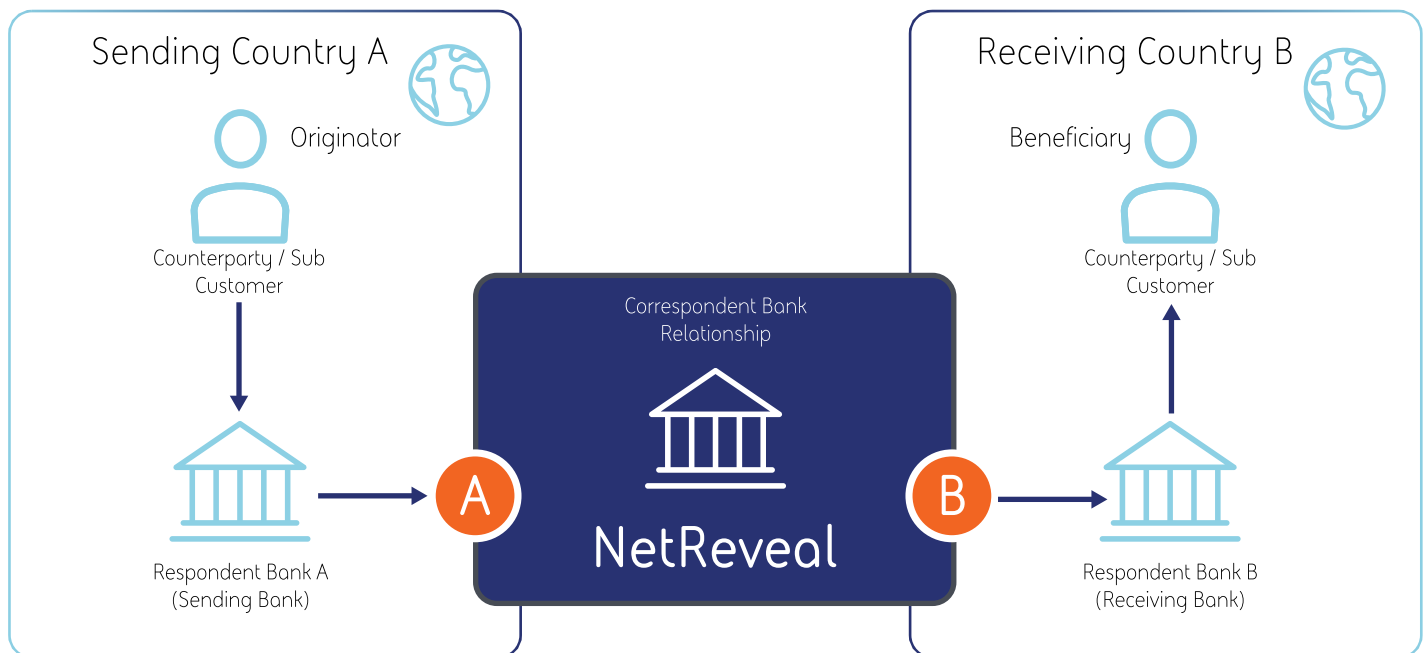 Sending Country A
Originator
Counterparty / Sub
Customer
Respondent Bank A
(Sending Bank)
A
Correspondent Bank
Relationship
NetReveal
B
Receiving Country B
Beneficiary
Counterparty / Sub
Customer
Respondent Bank B
(Receiving Bank)